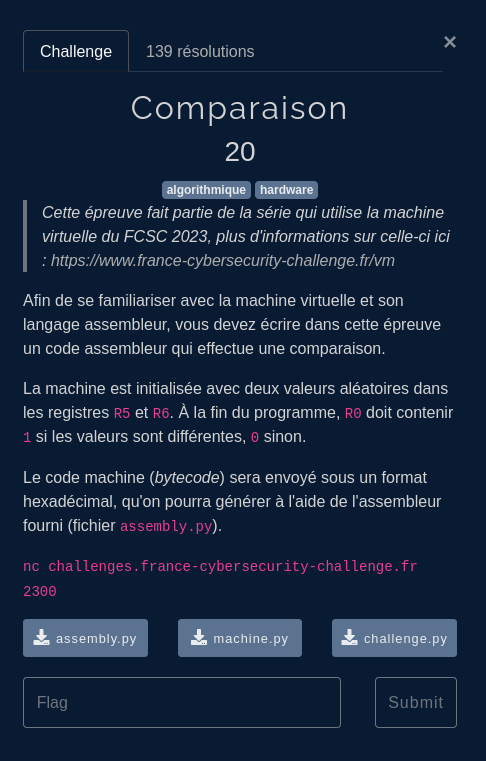 ×
Challenge 139 résolutions
Comparaison
20
algorithmique hardware
Cette épreuve fait partie de la série qui utilise la machine
virtuelle du FCSC 2023, plus d'informations sur celle-ci ici
: https://www.france-cybersecurity-challenge.fr/vm
Afin de se familiariser avec la machine virtuelle et son
langage assembleur, vous devez écrire dans cette épreuve
un code assembleur qui effectue une comparaison.
La machine est initialisée avec deux valeurs aléatoires dans
les registres R5 et R6. À la fin du programme, R0 doit contenir
1 si les valeurs sont différentes, 0 sinon.
Le code machine (bytecode) sera envoyé sous un format
hexadécimal, qu'on pourra générer à l'aide de l'assembleur
fourni (fichier assembly.py).
nc challenges.france-cybersecurity-challenge.fr
2300
assembly.py machine.py challenge.py
Flag Submit